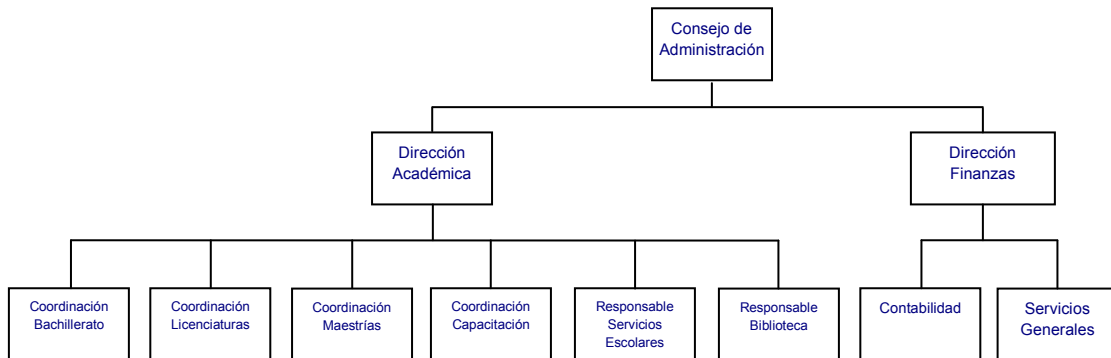 Consejo de
Administración
Dirección
Académica
Dirección
Finanzas
Coordinación
Bachillerato
Coordinación
Licenciaturas
Coordinación
Maestrías
Coordinación
Capacitación
Responsable
Servicios
Escolares
Responsable
Biblioteca
Contabilidad
Servicios
Generales